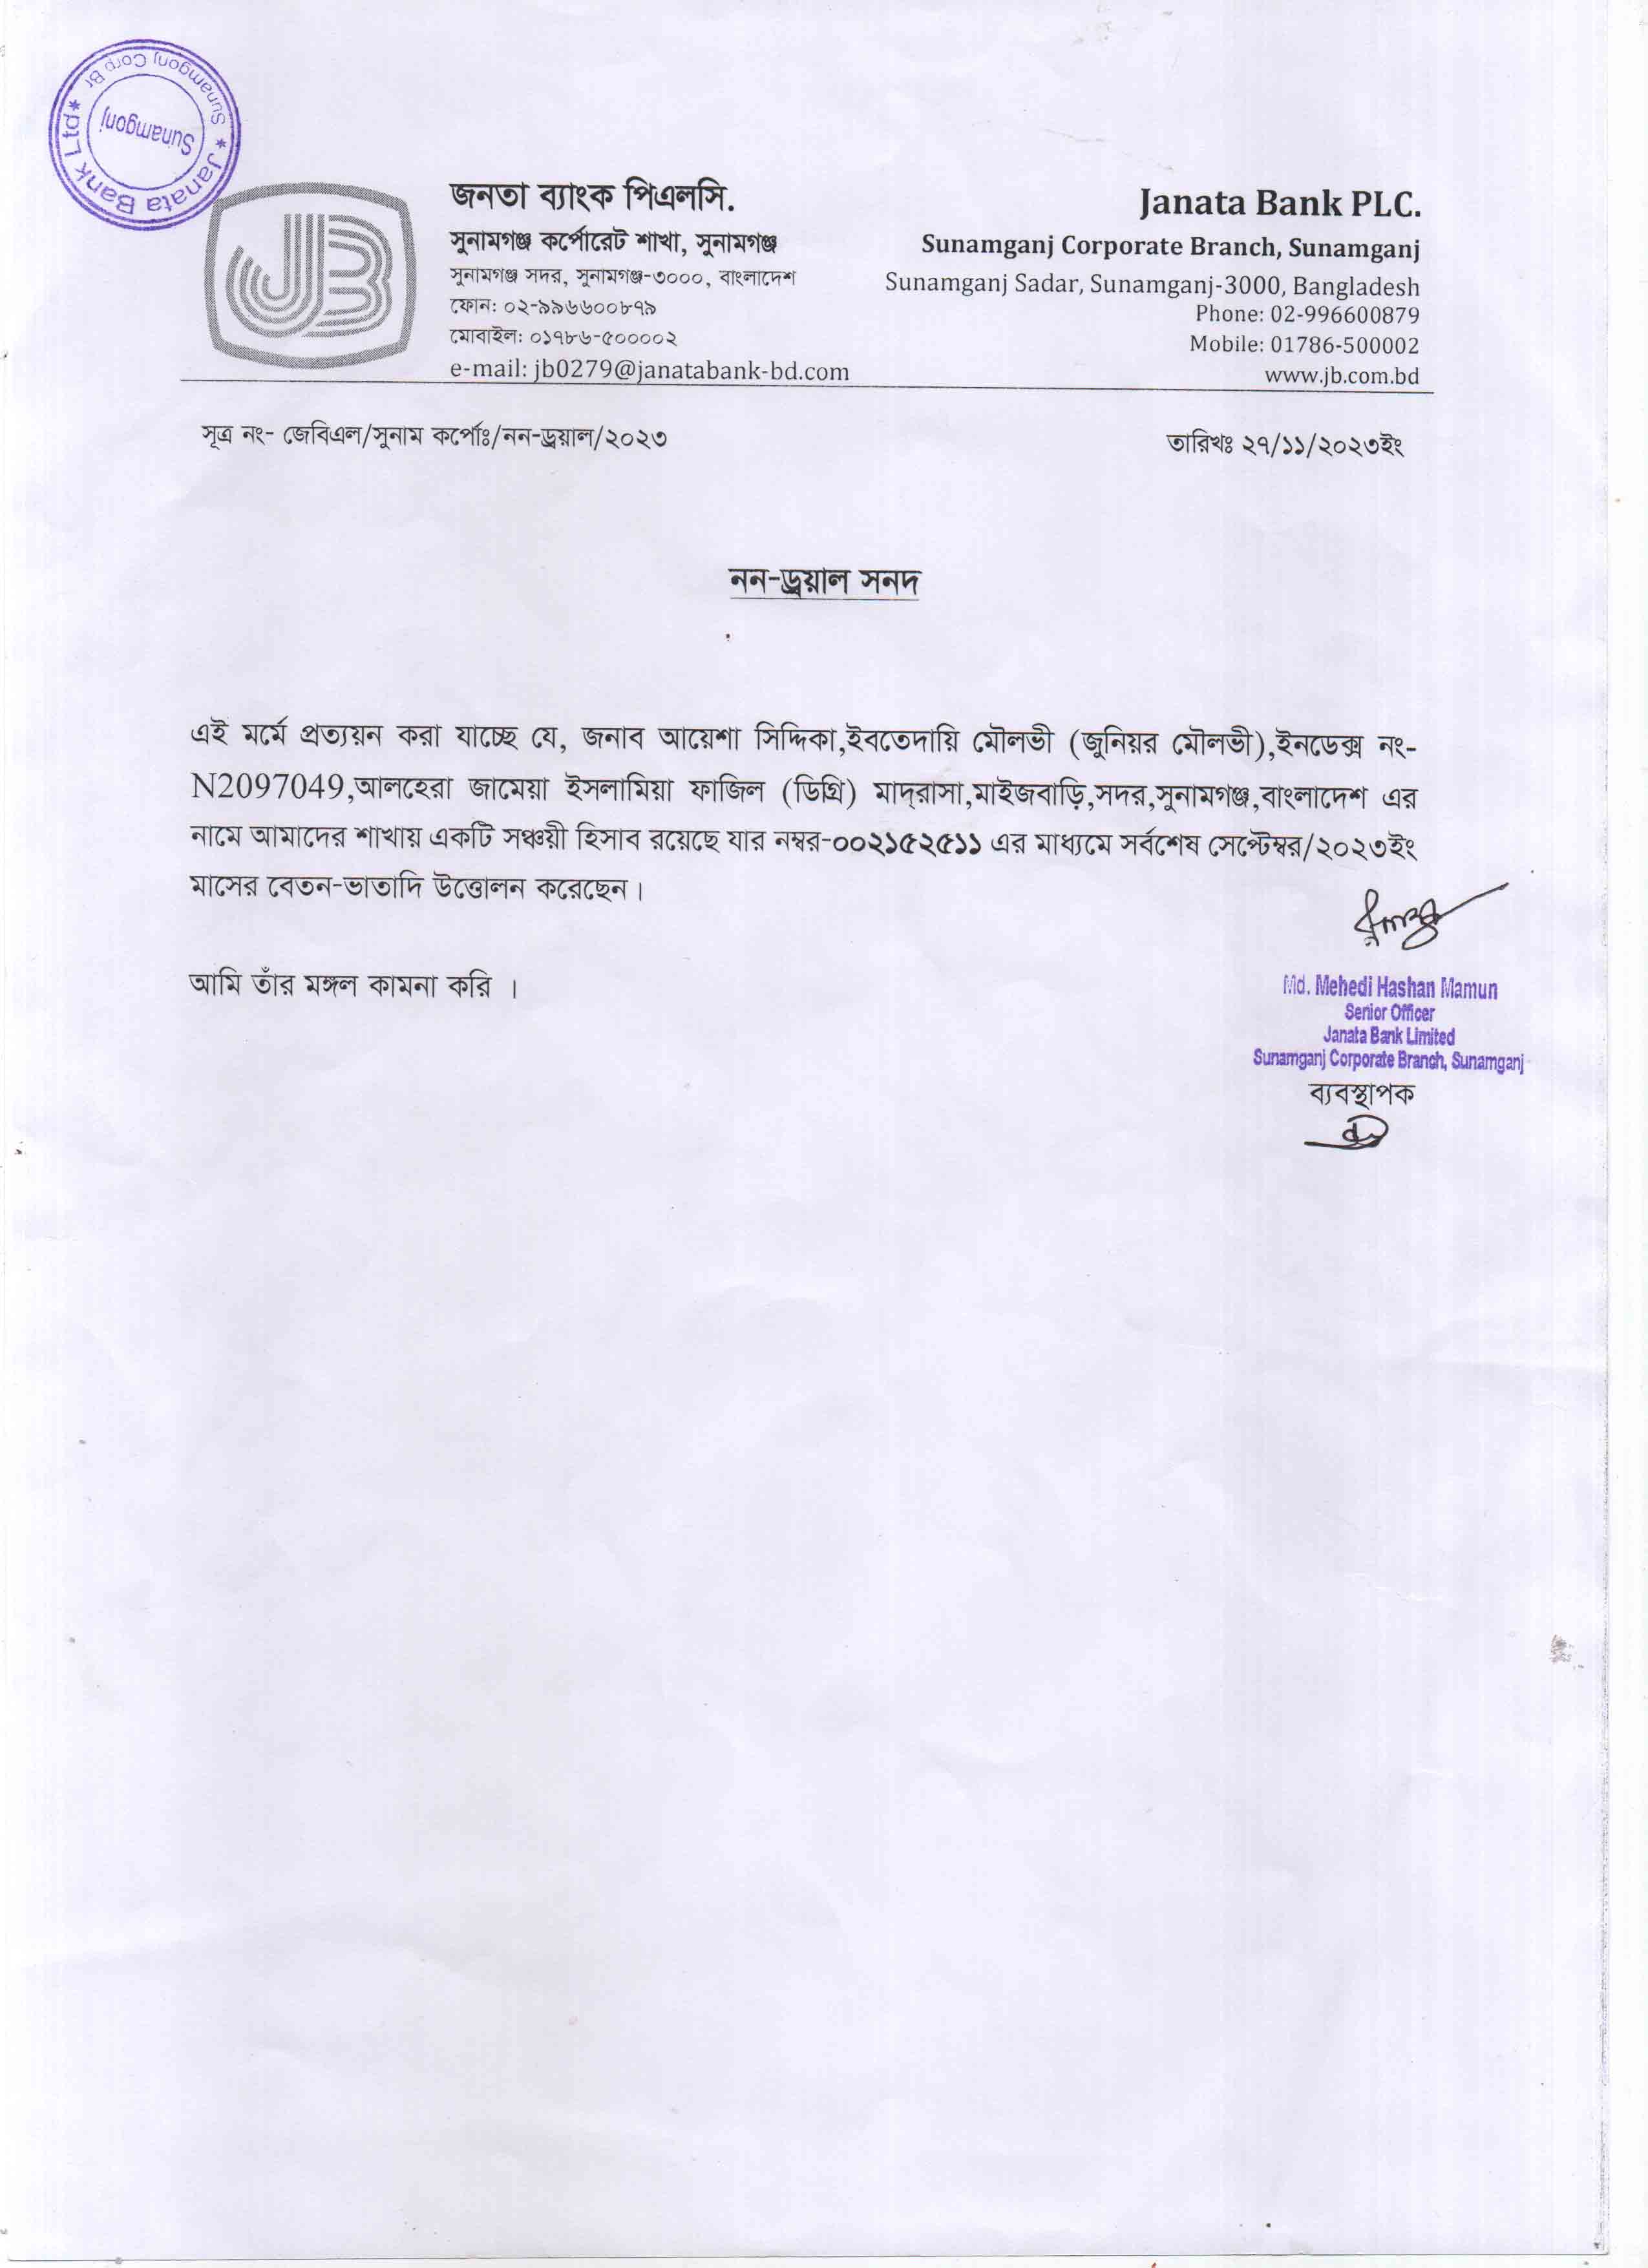 Janata Bank Ltd * Sunamgonj Corp Br *
Sunamgonj
JB
জনতা ব্যাংক পিএলসি.
সুনামগঞ্জ কর্পোরেট শাখা, সুনামগঞ্জ
সুনামগঞ্জ সদর, সুনামগঞ্জ-৩০০০, বাংলাদেশ
ফোন: ০২-৯৯৬৬০০৮৭৯
মোবাইল: ০১৭৮৬-৫০০০০২
e-mail: jb0279@janatabank-bd.com
Janata Bank PLC.
Sunamganj Corporate Branch, Sunamganj
Sunamganj Sadar, Sunamganj-3000, Bangladesh
Phone: 02-996600879
Mobile: 01786-500002
www.jb.com.bd
সূত্র নং- জেবিএল/সুনাম কর্পোঃ/নন-ড্রয়াল/২০২৩
তারিখঃ ২৭/১১/২০২৩ইং
নন-ড্রয়াল সনদ
এই মর্মে প্রত্যয়ন করা যাচ্ছে যে, জনাব আয়েশা সিদ্দিকা,ইবতেদায়ি মৌলভী (জুনিয়র মৌলভী),ইনডেক্স নং-
N2097049,আলহেরা জামেয়া ইসলামিয়া ফাজিল (ডিগ্রি) মাদ্‌রাসা,মাইজবাড়ি,সদর,সুনামগঞ্জ,বাংলাদেশ এর
নামে আমাদের শাখায় একটি সঞ্চয়ী হিসাব রয়েছে যার নম্বর-০০২১৫২৫১১ এর মাধ্যমে সর্বশেষ সেপ্টেম্বর/২০২৩ইং
মাসের বেতন-ভাতাদি উত্তোলন করেছেন।
আমি তাঁর মঙ্গল কামনা করি ।
Md. Mehedi Hashan Mamun
Senior Officer
Janata Bank Limited
Sunamganj Corporate Branch, Sunamganj
ব্যবস্থাপক